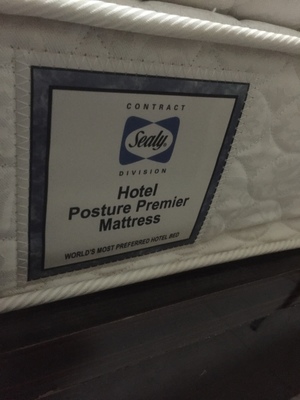 CONTRACT
Sealy
DIVISION
Hotel
Posture Premier
Mattress
WORLD'S MOST PREFERRED HOTEL BED